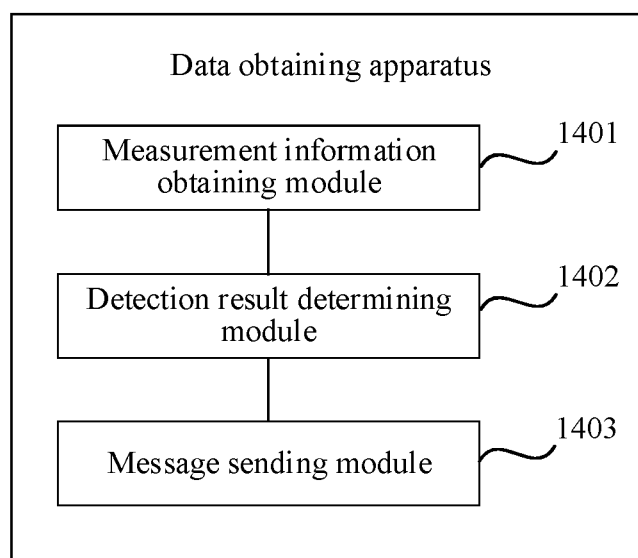 Data obtaining apparatus
Measurement information
obtaining module
1401
Detection result determining
module
1402
Message sending module
1403